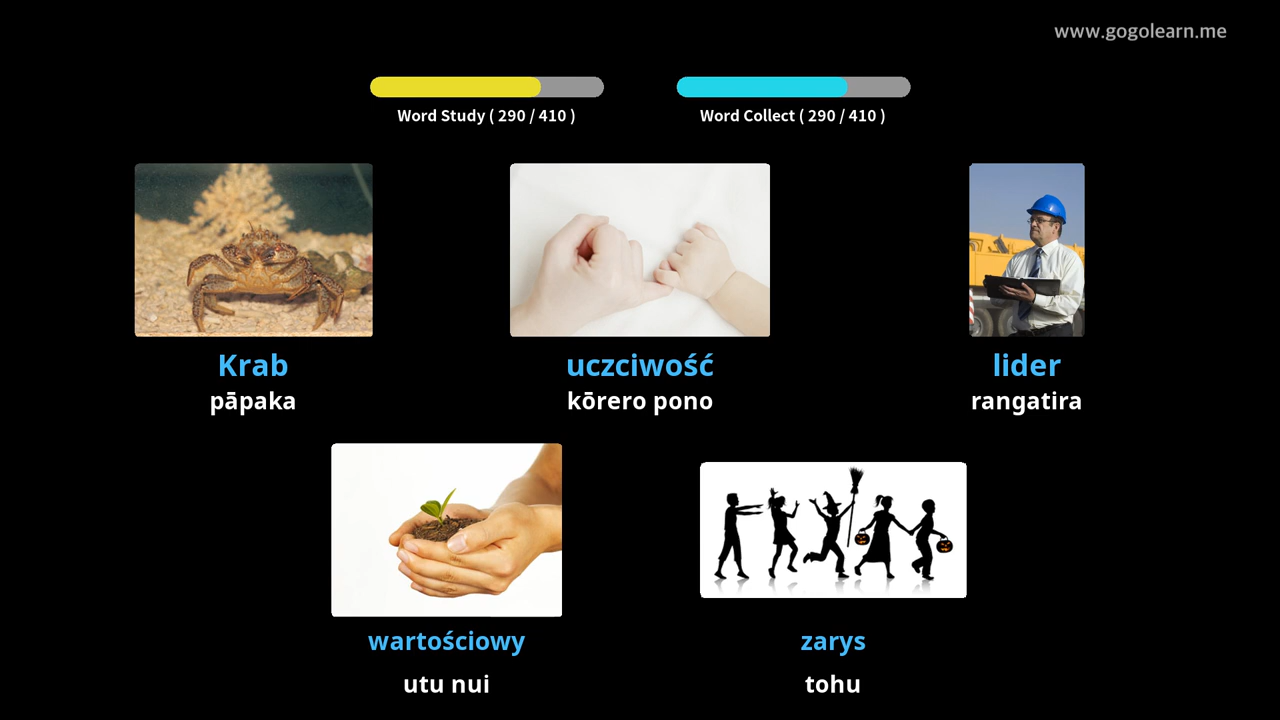 www.gogolearn.me
Word Study ( 290 / 410 )
Word Collect ( 290 / 410 )
Krab
pāpaka
uczciwość
kōrero pono
lider
rangatira
wartościowy
utu nui
zarys
tohu